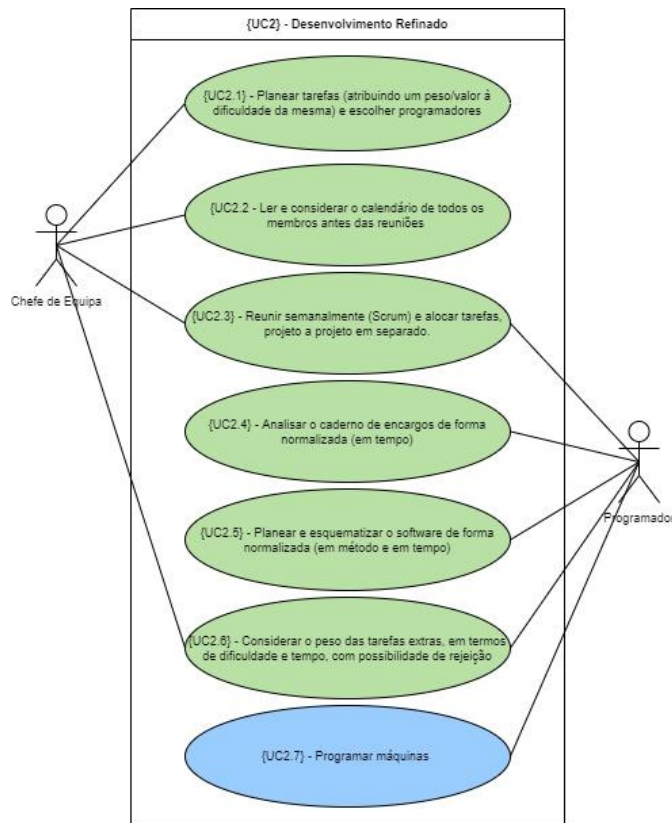 {UC2} - Desenvolvimento Refinado
{UC2.1} - Planear tarefas (atribuindo um peso/valor à
dificuldade da mesma) e escolher programadores
{UC2.2 - Ler e considerar o calendário de todos os
membros antes das reuniões
Chefe de Equipa
{UC2.3} - Reunir semanalmente (Scrum) e alocar tarefas,
projeto a projeto em separado.
{UC2.4} - Analisar o caderno de encargos de forma
normalizada (em tempo)
Programador
{UC2.5} - Planear e esquematizar o software de forma
normalizada (em método e em tempo)
{UC2.6} - Considerar o peso das tarefas extras, em termos
de dificuldade e tempo, com possibilidade de rejeição
{UC2.7} - Programar máquinas